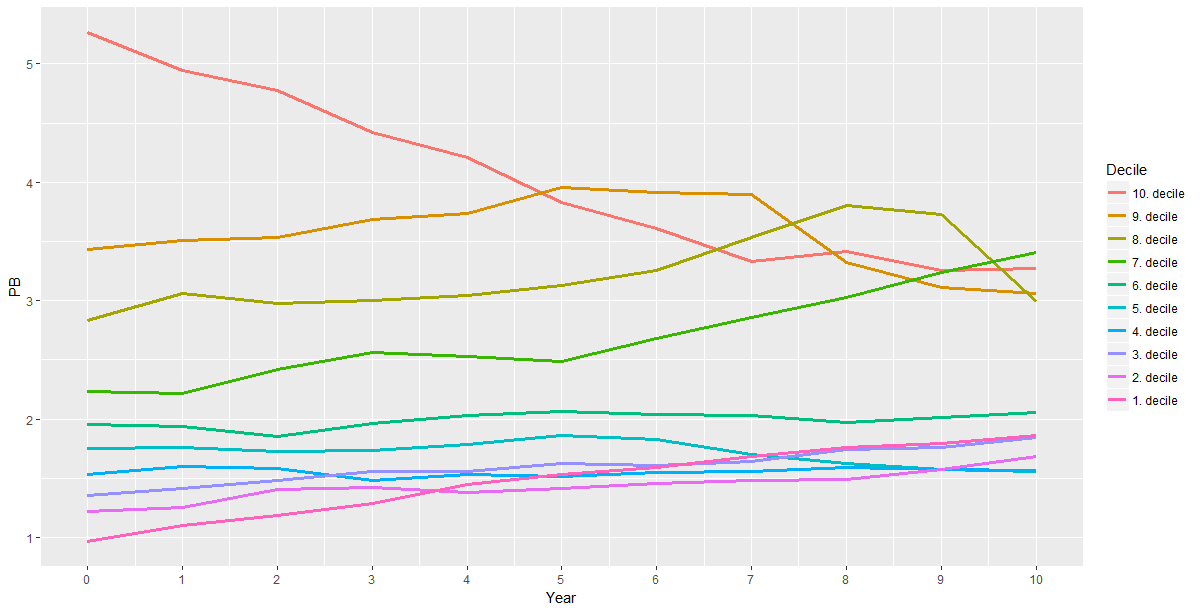 5
4
3
2
1
PB
0 1 2 3 4 5 6 7 8 9 10
Year
Decile
10. decile
9. decile
8. decile
7. decile
6. decile
5. decile
4. decile
3. decile
2. decile
1. decile